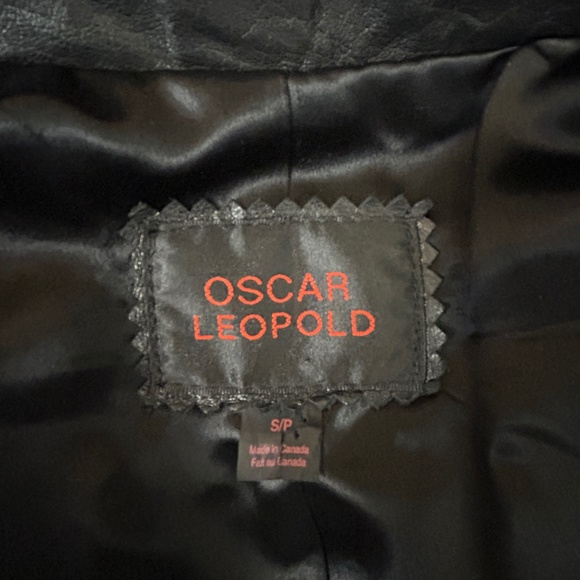 OSCAR
LEOPOLD
S/P
Made in Canada
Fait au Canada